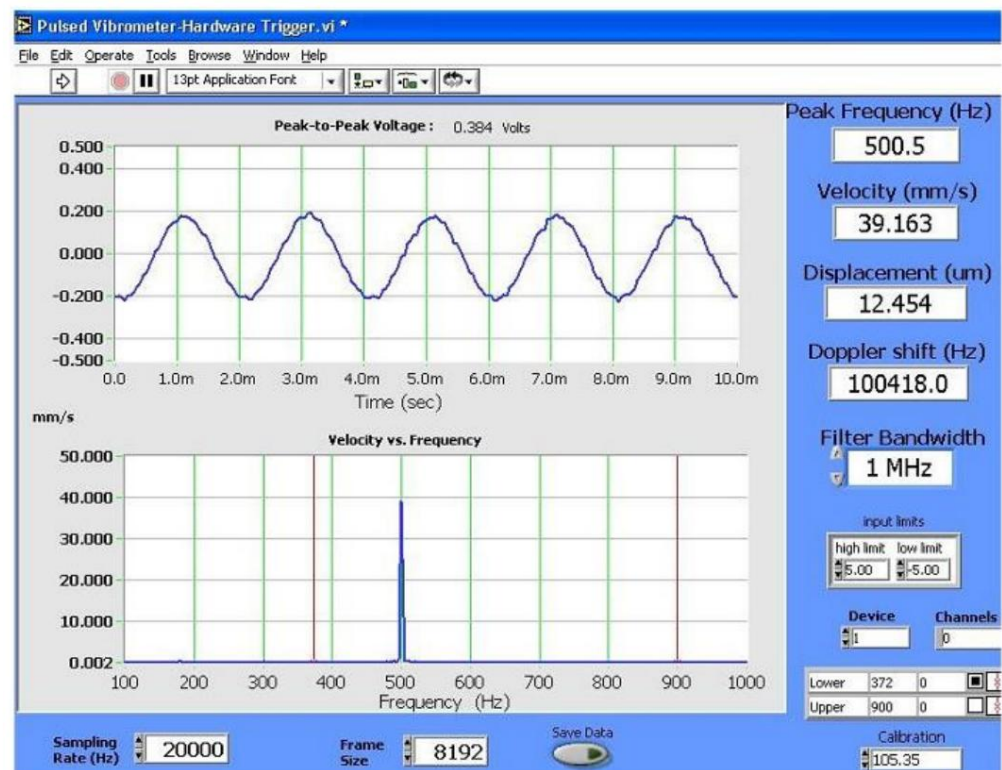 Pulsed Vibrometer-Hardware Trigger.vi *
File Edit Operate Tools Browse Window Help
13pt Application Font
Peak-to-Peak Voltage : 0.384 Volts
0.500
0.400
0.200
0.000
-0.200
-0.400
-0.500
0.0 1.0m 2.0m 3.0m 4.0m 5.0m 6.0m 7.0m 8.0m 9.0m 10.0m
Time (sec)
mm/s
Velocity vs. Frequency
50.000
40.000
30.000
20.000
10.000
0.002
100 200 300 400 500 600 700 800 900 1000
Frequency (Hz)
Peak Frequency (Hz)
500.5
Velocity (mm/s)
39.163
Displacement (um)
12.454
Doppler shift (Hz)
100418.0
Filter Bandwidth
1 MHz
input limits
high limit low limit
5.00 -5.00
Device Channels
1 0
Lower 372 0
Upper 900 0
Sampling Rate (Hz) 20000
Frame Size 8192
Save Data
Calibration
105.35